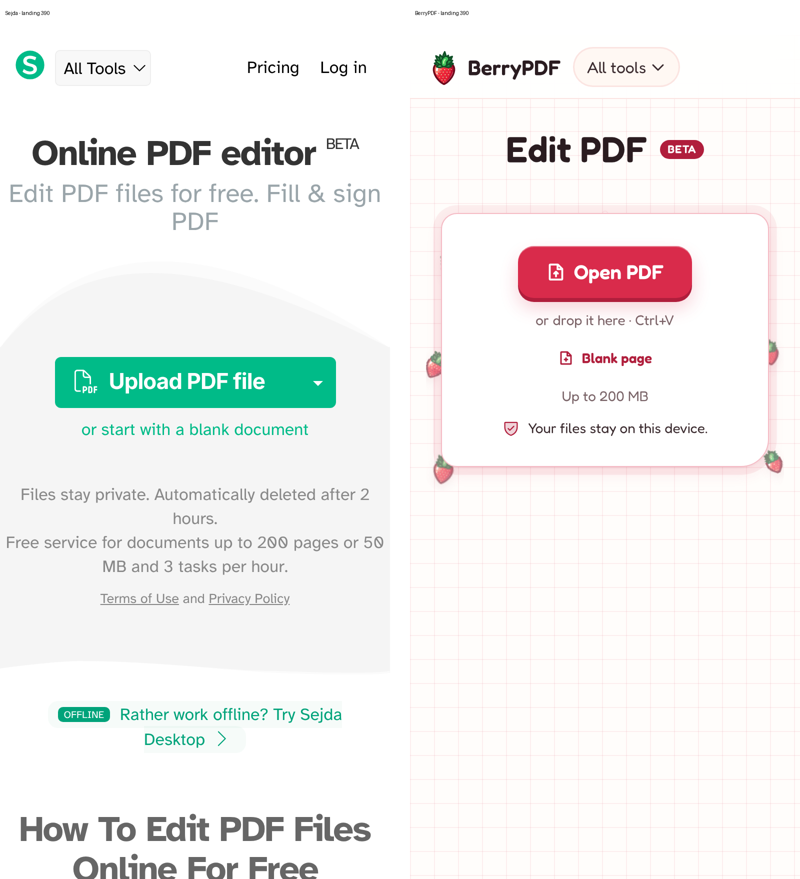 Sejda · landing 390
All Tools
Pricing
Log in
Online PDF editor BETA
Edit PDF files for free. Fill & sign
PDF
PDF
Upload PDF file
or start with a blank document
Files stay private. Automatically deleted after 2
hours.
Free service for documents up to 200 pages or 50
MB and 3 tasks per hour.
Terms of Use and Privacy Policy
OFFLINE Rather work offline? Try Sejda
Desktop
How To Edit PDF Files
Online For Free
BerryPDF · landing 390
BerryPDF
All tools
Edit PDF BETA
Open PDF
or drop it here · Ctrl+V
Blank page
Up to 200 MB
Your files stay on this device.